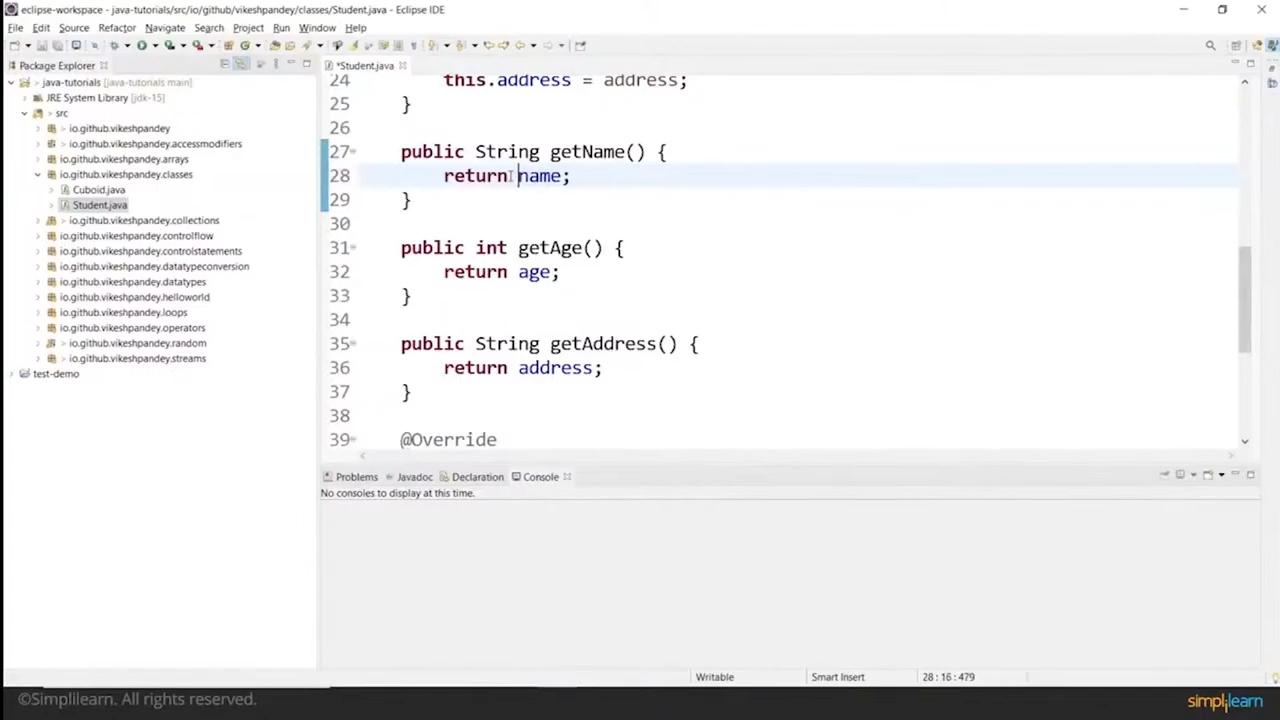 eclipse-workspace - java-tutorials/src/io/github/vikeshpandey/classes/Student.java - Eclipse IDE
File Edit Source Refactor Navigate Search Project Run Window Help
Package Explorer
*Student.java
java-tutorials [java-tutorials main]
JRE System Library [jdk-15]
src
io.github.vikeshpandey
io.github.vikeshpandey.accessmodifiers
io.github.vikeshpandey.arrays
io.github.vikeshpandey.classes
Cuboid.java
Student.java
io.github.vikeshpandey.collections
io.github.vikeshpandey.controlflow
io.github.vikeshpandey.controlstatements
io.github.vikeshpandey.datatypeconversion
io.github.vikeshpandey.datatypes
io.github.vikeshpandey.helloworld
io.github.vikeshpandey.loops
io.github.vikeshpandey.operators
io.github.vikeshpandey.random
io.github.vikeshpandey.streams
test-demo
24 this.address = address;
25 }
26
27 public String getName() {
28 return name;
29 }
30
31 public int getAge() {
32 return age;
33 }
34
35 public String getAddress() {
36 return address;
37 }
38
39 @Override
Problems Javadoc Declaration Console
No consoles to display at this time.
Writable Smart Insert 28 : 16 : 479
©Simplilearn. All rights reserved.
simplilearn